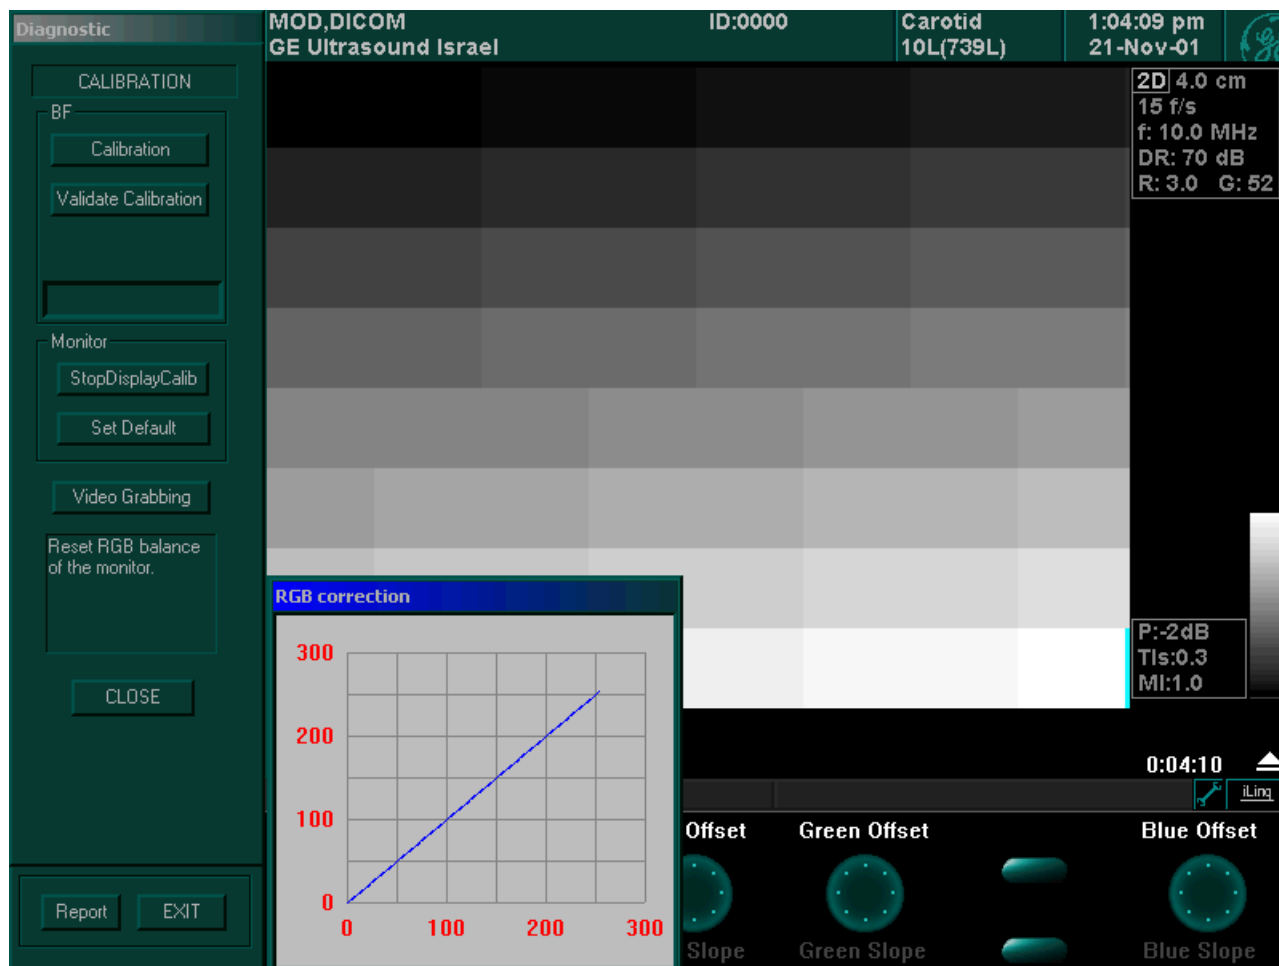 Diagnostic
MOD,DICOM
ID:0000
Carotid
1:04:09 pm
GE Ultrasound Israel
10L(739L)
21-Nov-01
CALIBRATION
BF
Calibration
Validate Calibration
Monitor
StopDisplayCalib
Set Default
Video Grabbing
Reset RGB balance
of the monitor.
CLOSE
Report
EXIT
2D 4.0 cm
15 f/s
f: 10.0 MHz
DR: 70 dB
R: 3.0 G: 52
RGB correction
300
200
100
0
0 100 200 300
P:-2dB
TIs:0.3
MI:1.0
0:04:10
iLinq
Offset
Green Offset
Blue Offset
Slope
Green Slope
Blue Slope